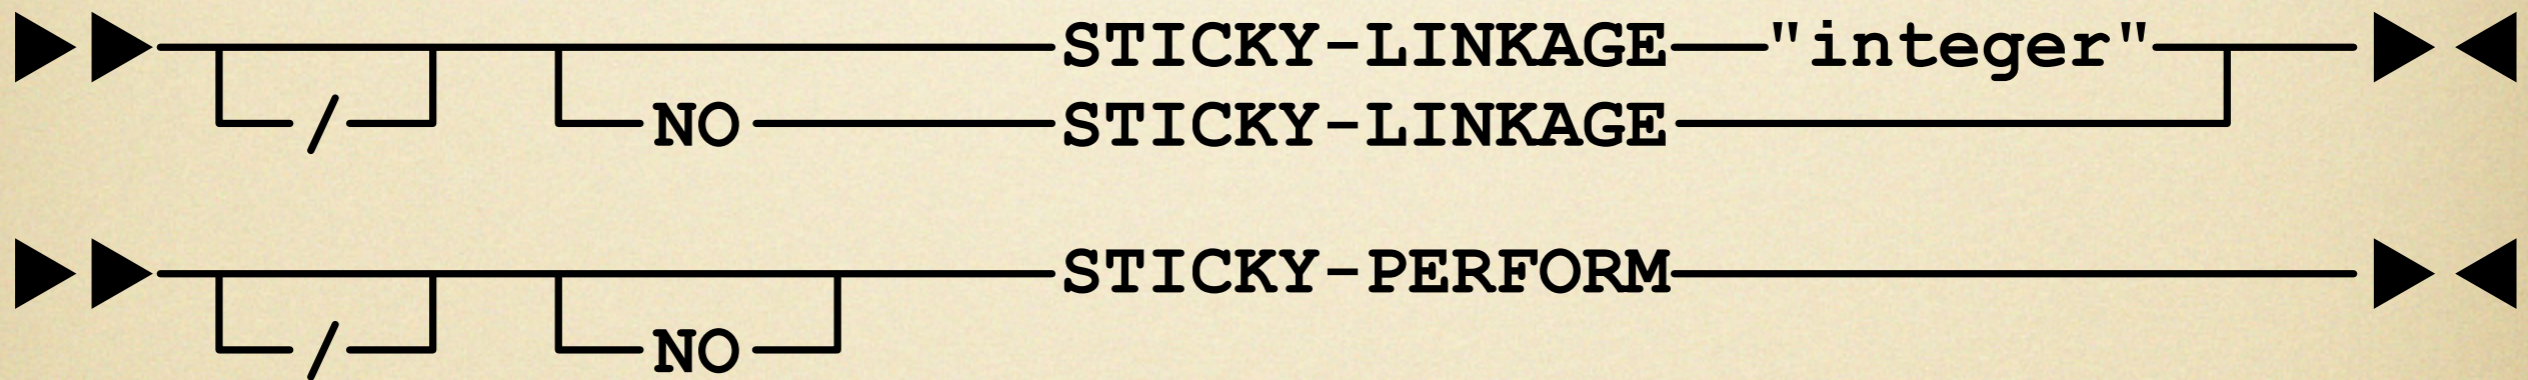 STICKY-LINKAGE "integer"
/ NO STICKY-LINKAGE
STICKY-PERFORM
/ NO